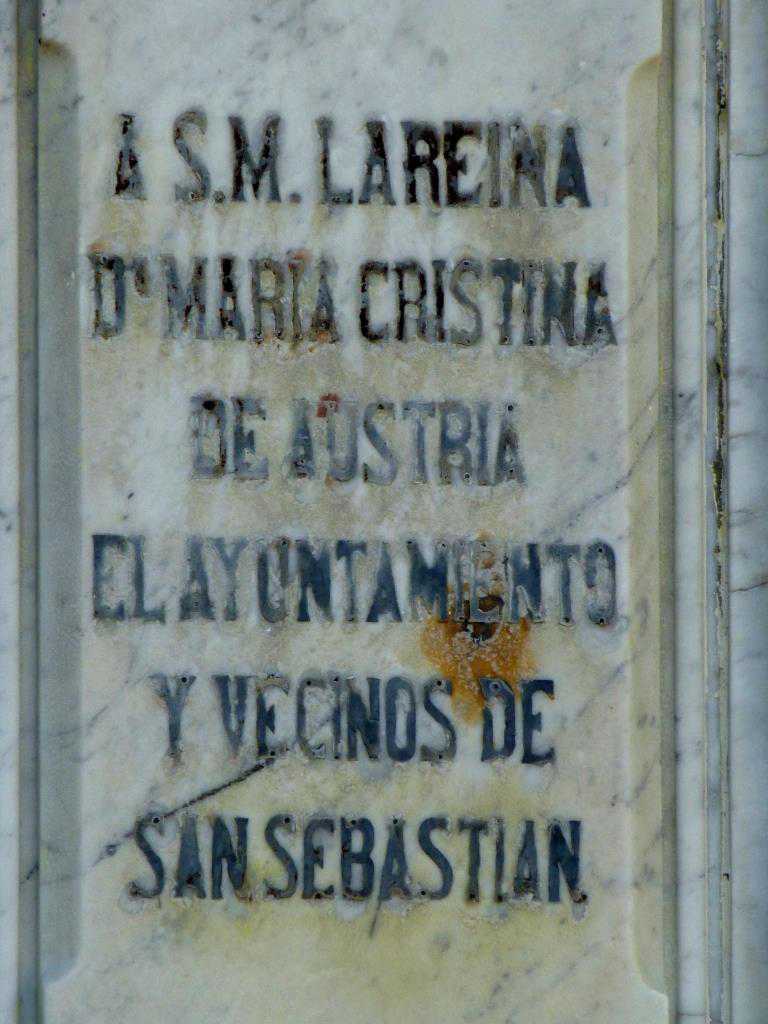 A S.M. LA REINA
Dª MARIA CRISTINA
DE AUSTRIA
EL AYUNTAMIENTO
Y VECINOS DE
SAN SEBASTIAN